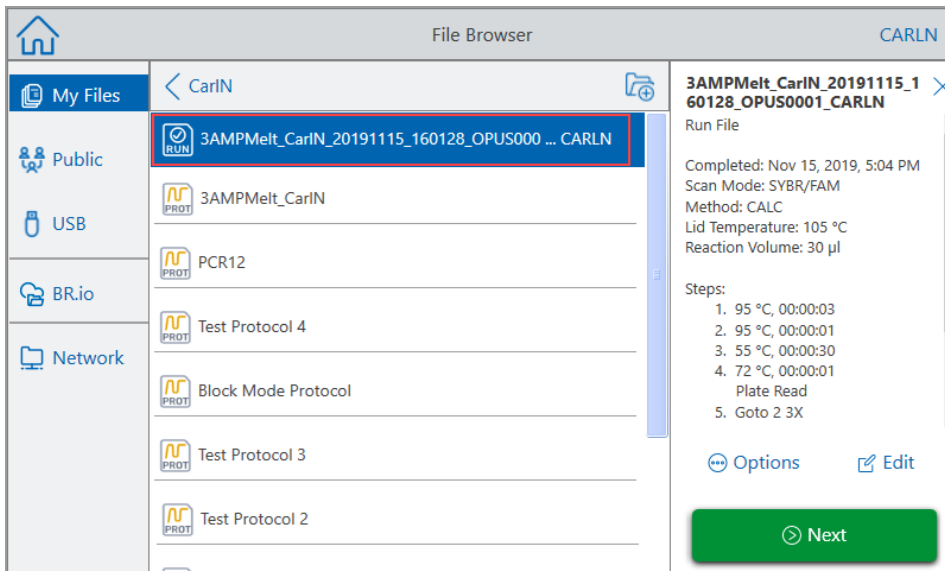 File Browser
CARLN
My Files
Public
USB
BR.io
Network
CarlN
RUN
3AMPMelt_CarlN_20191115_160128_OPUS000 ... CARLN
PROT
3AMPMelt_CarlN
PROT
PCR12
PROT
Test Protocol 4
PROT
Block Mode Protocol
PROT
Test Protocol 3
PROT
Test Protocol 2
3AMPMelt_CarlN_20191115_1
60128_OPUS0001_CARLN
Run File
Completed: Nov 15, 2019, 5:04 PM
Scan Mode: SYBR/FAM
Method: CALC
Lid Temperature: 105 °C
Reaction Volume: 30 µl
Steps:
1. 95 °C, 00:00:03
2. 95 °C, 00:00:01
3. 55 °C, 00:00:30
4. 72 °C, 00:00:01
Plate Read
5. Goto 2 3X
Options
Edit
Next